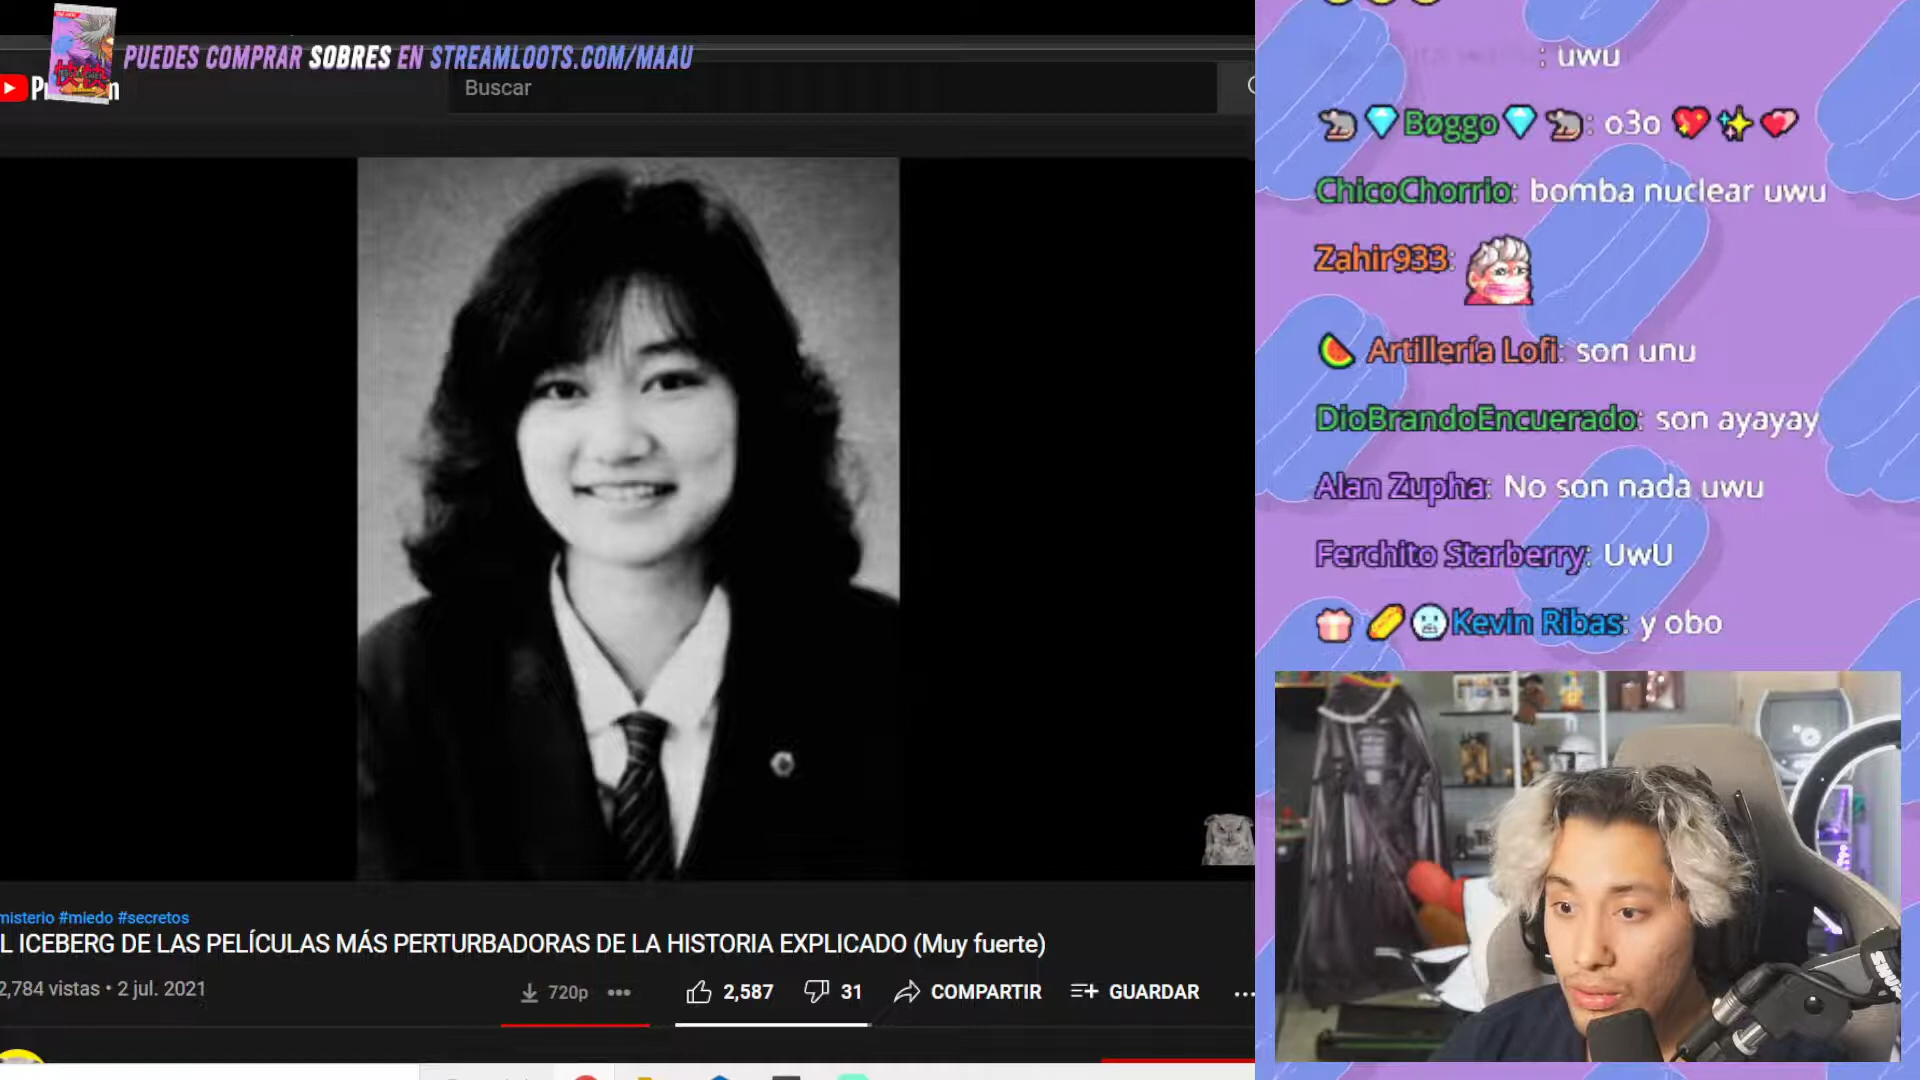 PUEDES COMPRAR SOBRES EN STREAMLOOTS.COM/MAAU
Buscar
misterio #miedo #secretos
L ICEBERG DE LAS PELÍCULAS MÁS PERTURBADORAS DE LA HISTORIA EXPLICADO (Muy fuerte)
2,784 vistas • 2 jul. 2021
720p
2,587
31
COMPARTIR
GUARDAR
: uwu
Bøggo: o3o
ChicoChorrio: bomba nuclear uwu
Zahir933:
Artillería Lofi: son unu
DioBrandoEncuerado: son ayayay
Alan Zupha: No son nada uwu
Ferchito Starberry: UwU
Kevin Ribas: y obo
SHURE